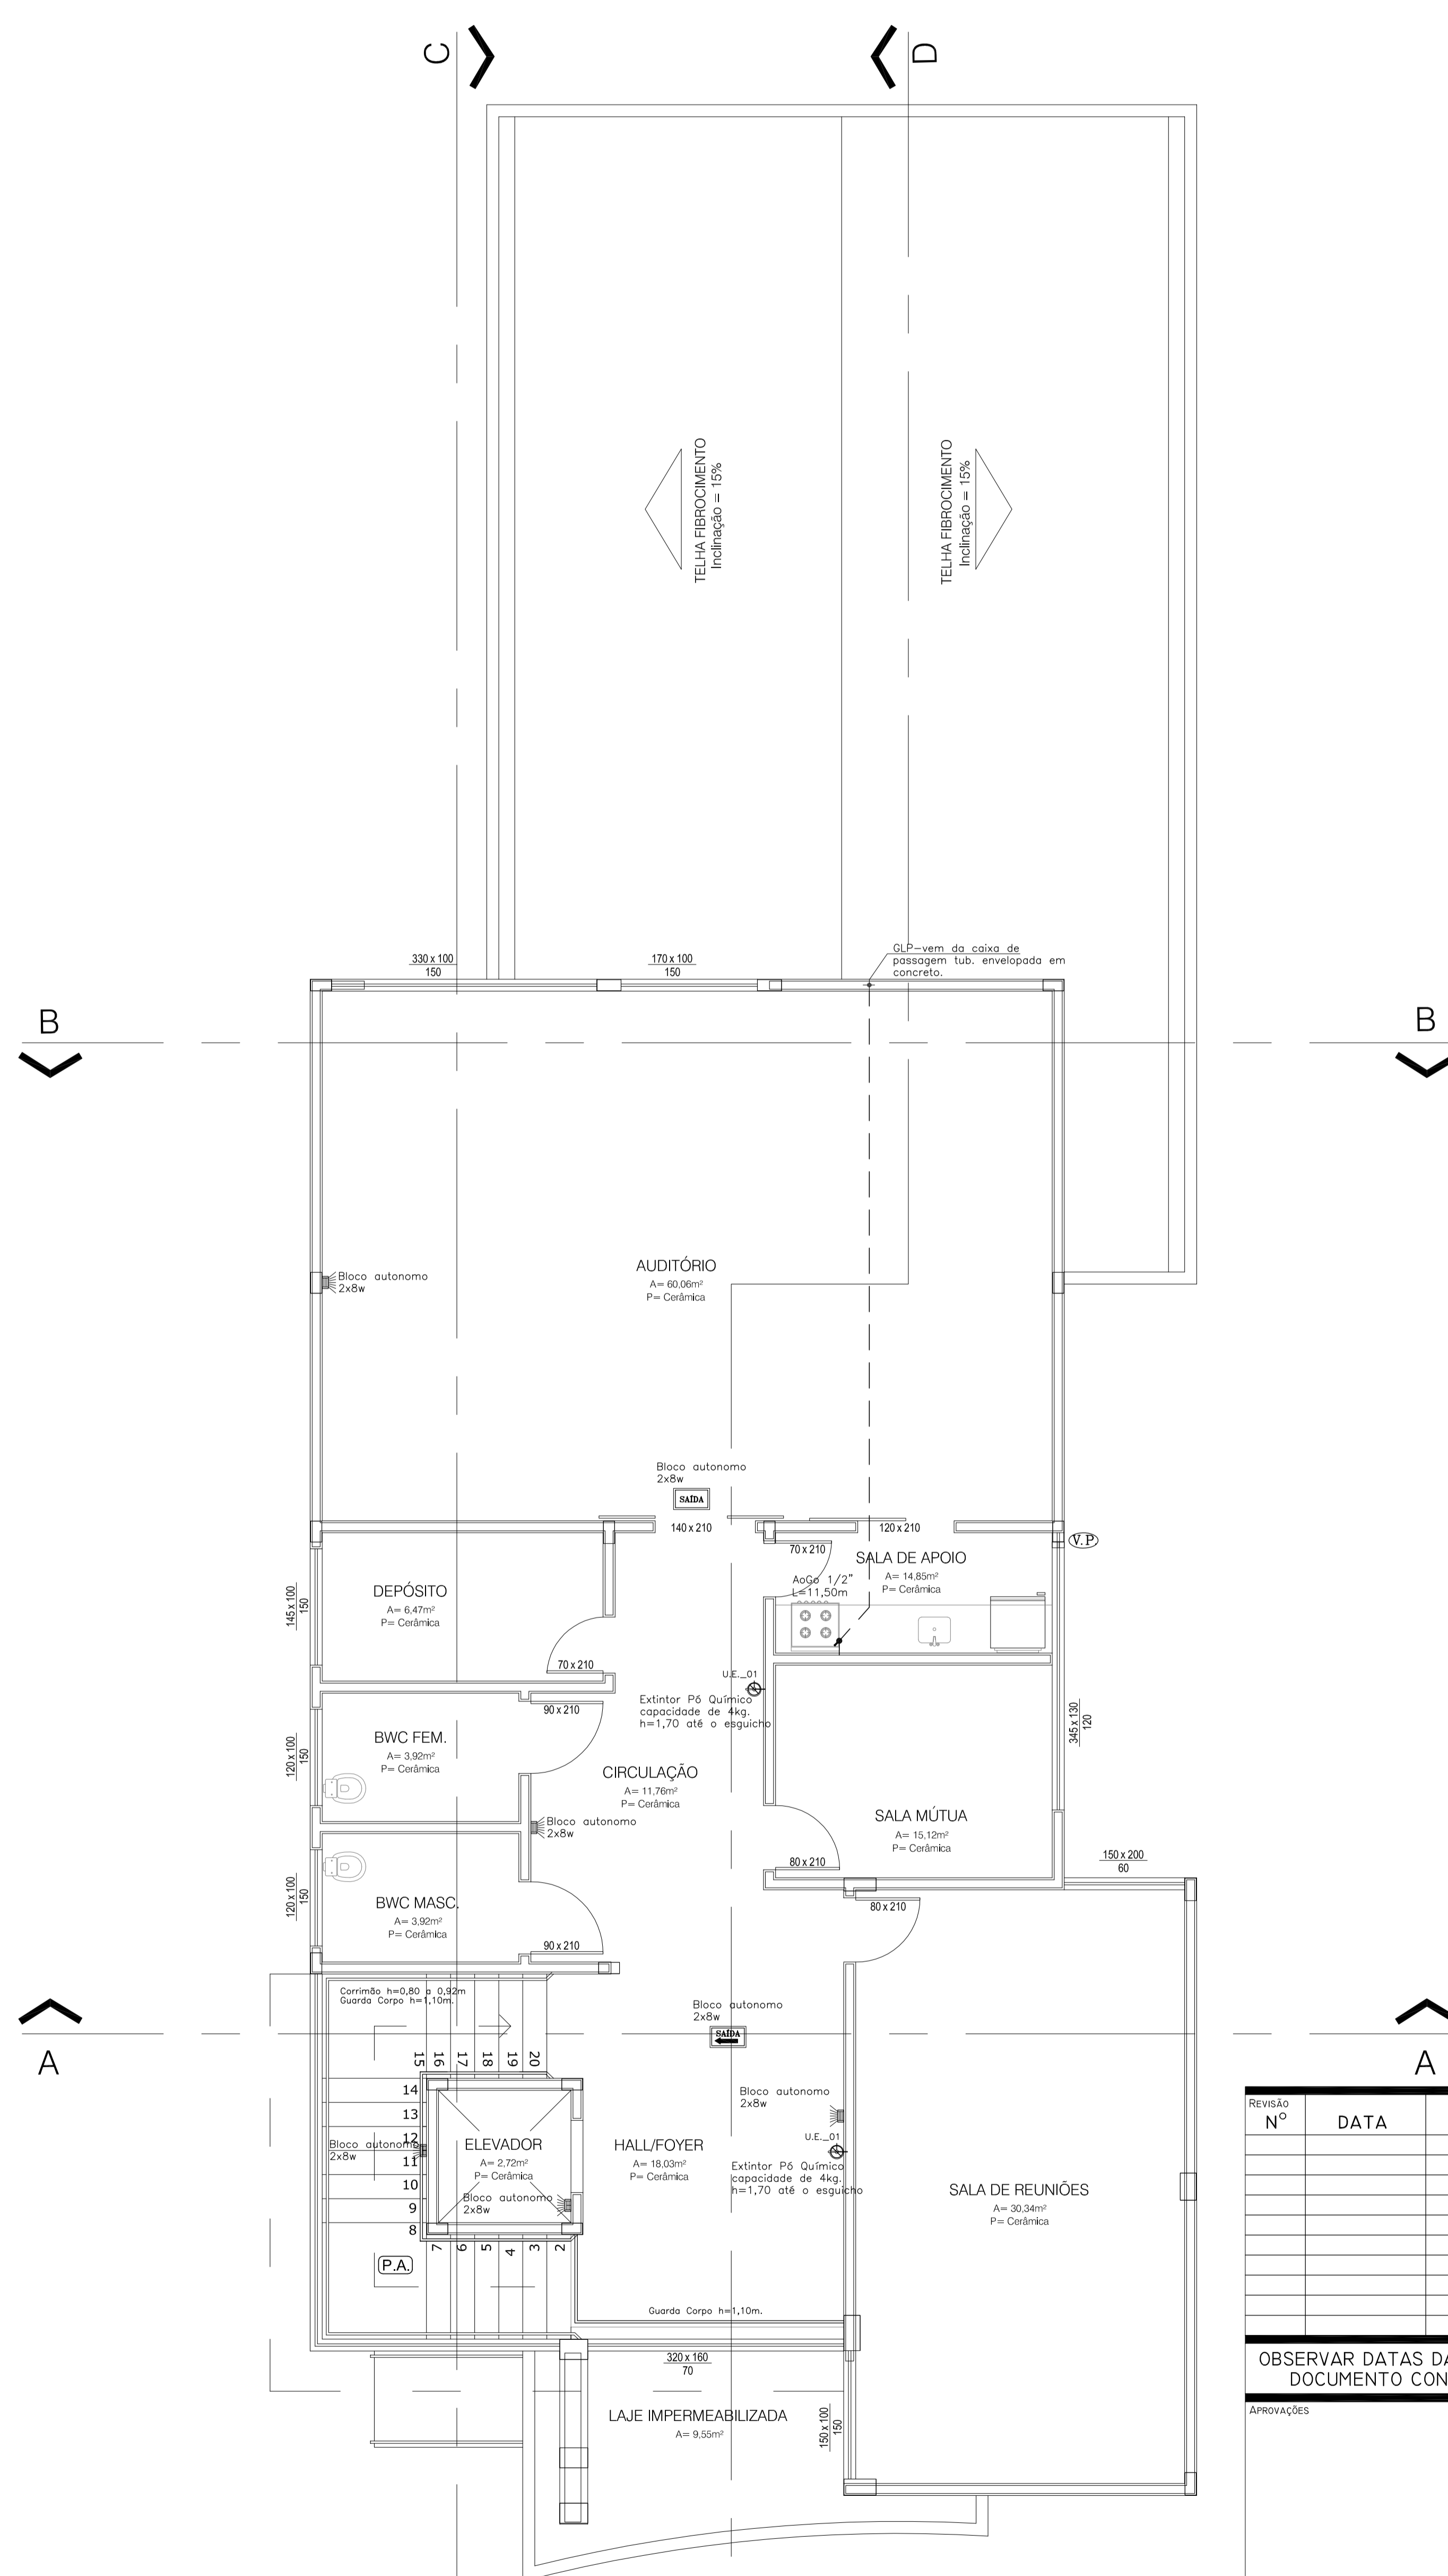 C
D
TELHA FIBROCIMENTO
Inclinação = 15%
TELHA FIBROCIMENTO
Inclinação = 15%
GLP-vem da caixa de
passagem tub. envelopada em
concreto.
330 x 100
150
170 x 100
150
B
B
AUDITÓRIO
A= 60,06m²
P= Cerâmica
Bloco autonomo
2x8w
Bloco autonomo
2x8w
SAÍDA
140 x 210
120 x 210
V.P
70 x 210
SALA DE APOIO
A= 14,85m²
P= Cerâmica
AoGo 1/2"
L=11,50m
DEPÓSITO
A= 6,47m²
P= Cerâmica
145 x 100
150
70 x 210
U.E._01
Extintor Pó Químico
capacidade de 4kg.
h=1,70 até o esguicho
90 x 210
BWC FEM.
A= 3,92m²
P= Cerâmica
120 x 100
150
345 x 130
120
CIRCULAÇÃO
A= 11,76m²
P= Cerâmica
SALA MÚTUA
A= 15,12m²
P= Cerâmica
Bloco autonomo
2x8w
80 x 210
150 x 200
60
BWC MASC.
A= 3,92m²
P= Cerâmica
120 x 100
150
80 x 210
90 x 210
Corrimão h=0,80 a 0,92m
Guarda Corpo h=1,10m.
Bloco autonomo
2x8w
SAÍDA
A
A
15
16
17
18
19
20
14
13
12
11
10
9
8
Bloco autonomo
2x8w
ELEVADOR
A= 2,72m²
P= Cerâmica
Bloco autonomo
2x8w
HALL/FOYER
A= 18,03m²
P= Cerâmica
Bloco autonomo
2x8w
U.E._01
Extintor Pó Químico
capacidade de 4kg.
h=1,70 até o esguicho
SALA DE REUNIÕES
A= 30,34m²
P= Cerâmica
7
6
5
4
3
2
P.A.
Guarda Corpo h=1,10m.
320 x 160
70
LAJE IMPERMEABILIZADA
A= 9,55m²
150 x 100
150
REVISÃO
Nº
DATA
OBSERVAR DATAS DA
DOCUMENTO CON
APROVAÇÕES